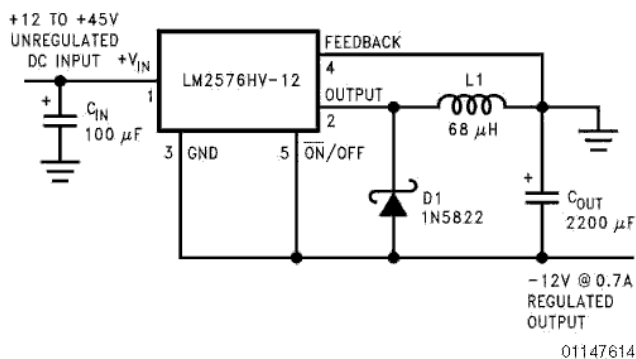 +12 TO +45V
UNREGULATED
DC INPUT
+VIN
1
CIN
100 μF
LM2576HV-12
FEEDBACK
4
OUTPUT
2
3 GND
5 O̅N̅/OFF
L1
68 μH
D1
1N5822
+
+
COUT
2200 μF
-12V @ 0.7A
REGULATED
OUTPUT
01147614